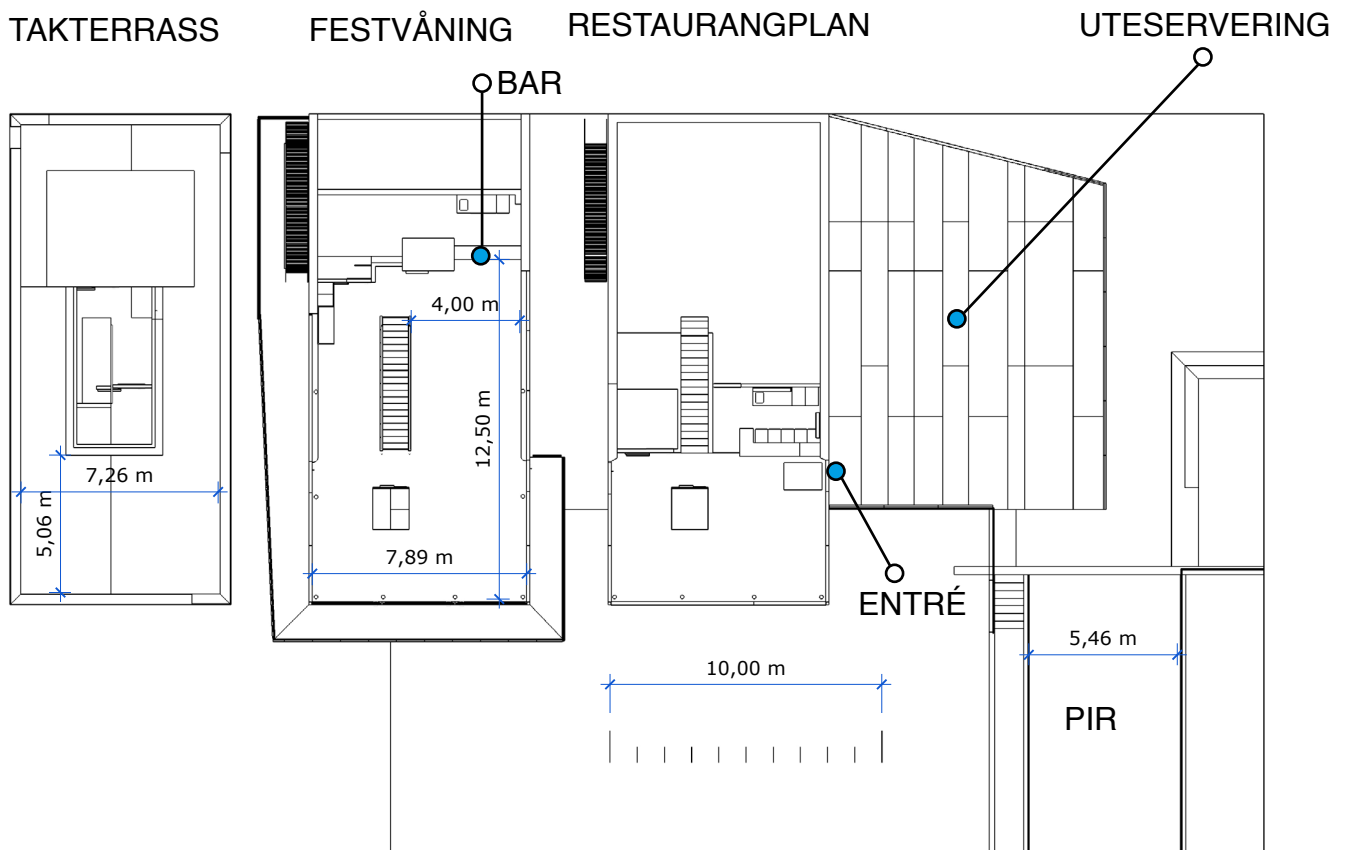 TAKTERRASS
FESTVÅNING
RESTAURANGPLAN
UTESERVERING
BAR
4,00 m
12,50 m
7,26 m
5,06 m
7,89 m
ENTRÉ
5,46 m
10,00 m
PIR